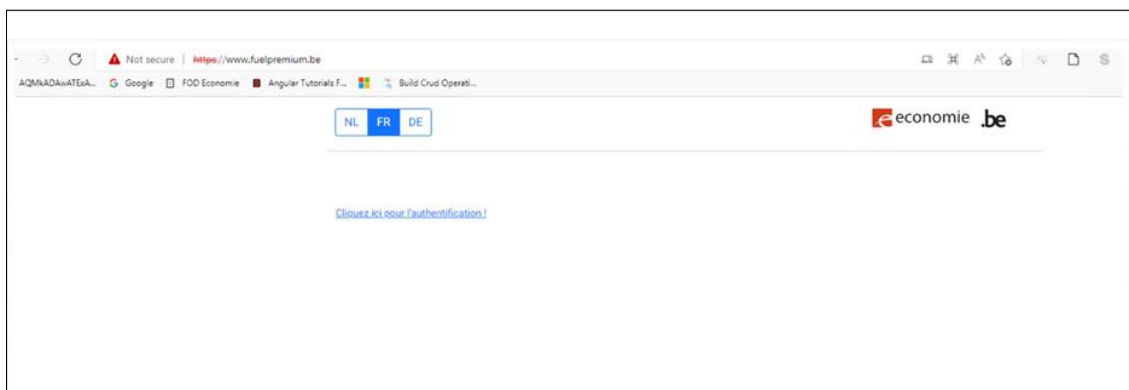 Not secure | https://www.fuelpremium.be
AQMkADAwATExA... Google FOD Economie Angular Tutorials F... Build Crud Operati...
NL FR DE economie .be
Cliquez ici pour l'authentification !